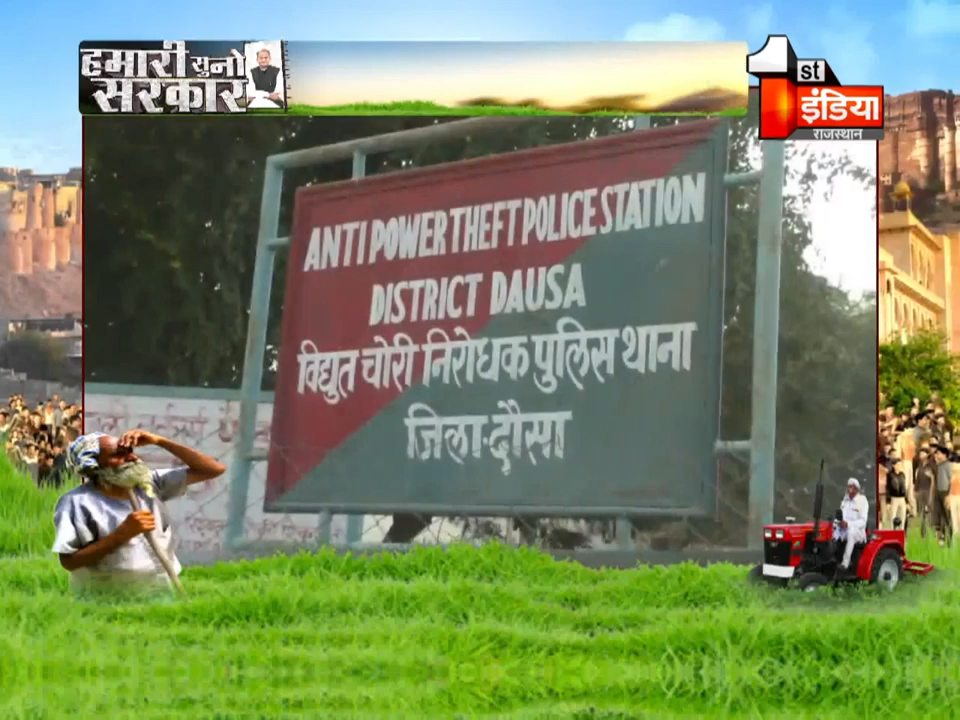 हमारी सुनो
सरकार
1st
इंडिया
राजस्थान
ANTI POWER THEFT POLICE STATION
DISTRICT DAUSA
विद्युत चोरी निरोधक पुलिस थाना
जिला-दौसा